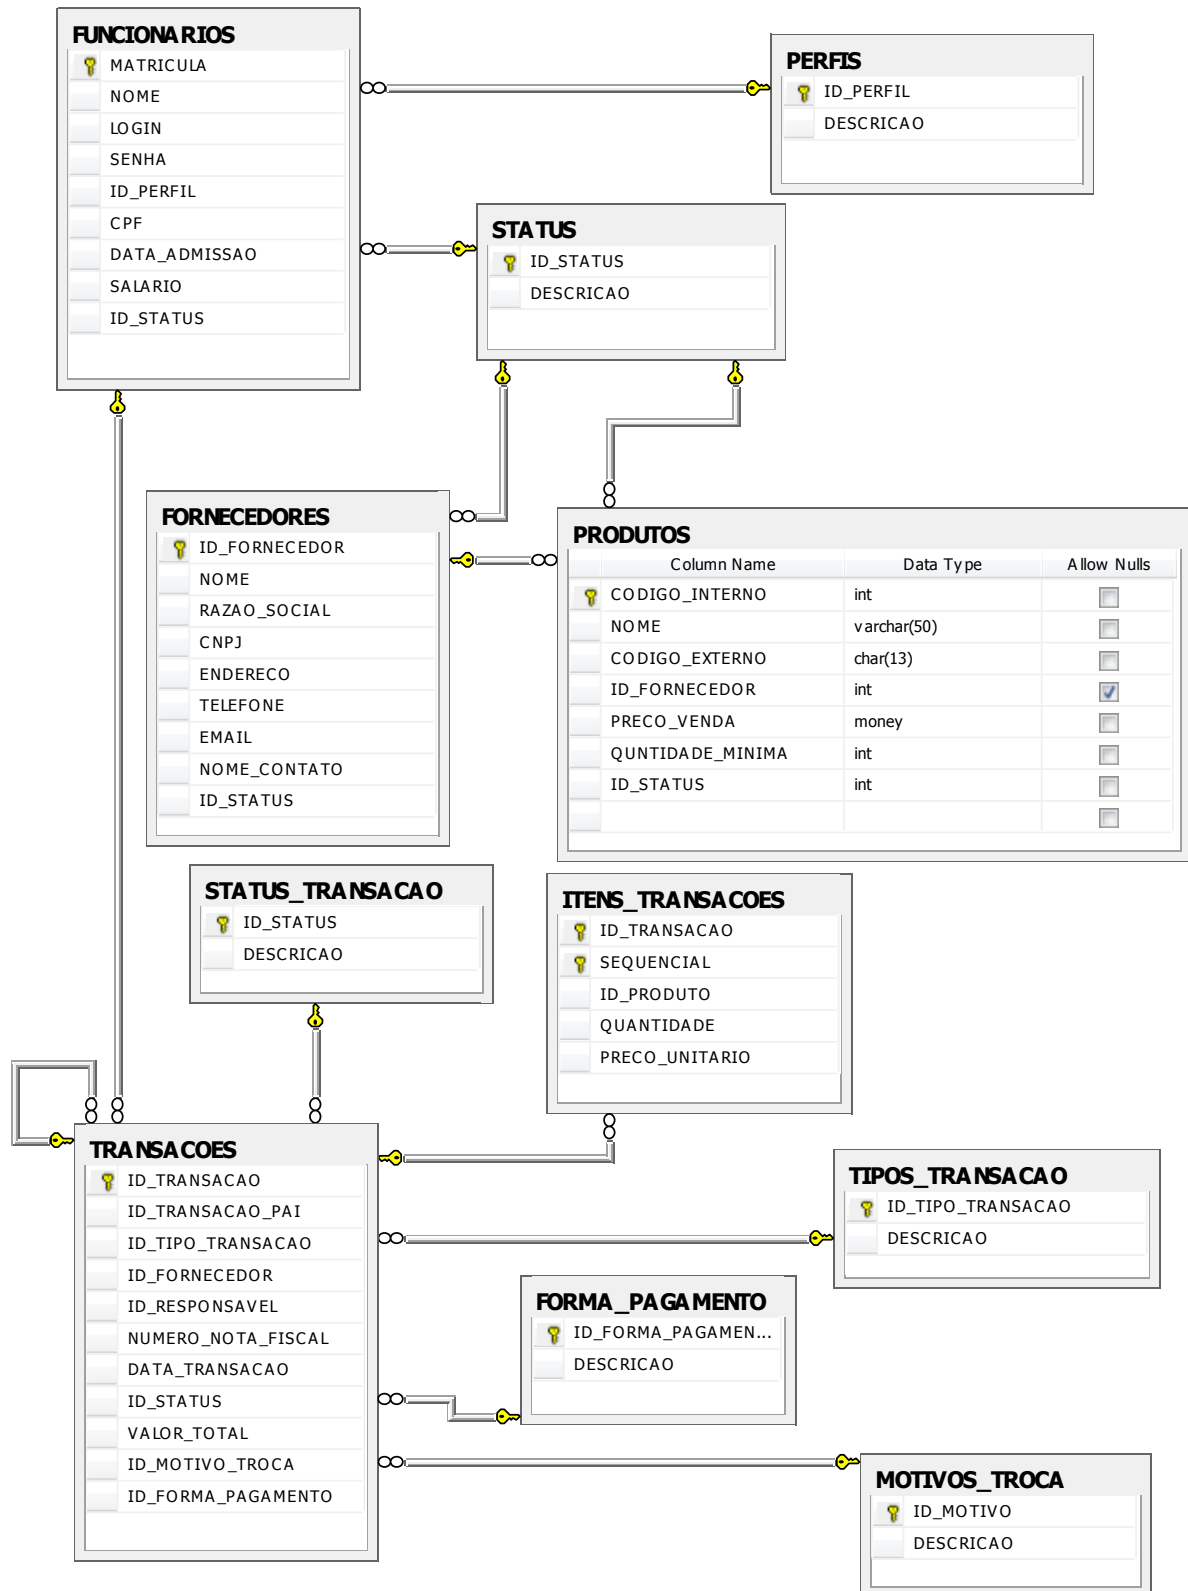 FUNCIONARIOS
MATRICULA
NOME
LOGIN
SENHA
ID_PERFIL
CPF
DATA_ADMISSAO
SALARIO
ID_STATUS
PERFIS
ID_PERFIL
DESCRICAO
STATUS
ID_STATUS
DESCRICAO
FORNECEDORES
ID_FORNECEDOR
NOME
RAZAO_SOCIAL
CNPJ
ENDERECO
TELEFONE
EMAIL
NOME_CONTATO
ID_STATUS
PRODUTOS
Column Name Data Type Allow Nulls
CODIGO_INTERNO int
NOME varchar(50)
CODIGO_EXTERNO char(13)
ID_FORNECEDOR int
PRECO_VENDA money
QUNTIDADE_MINIMA int
ID_STATUS int
STATUS_TRANSACAO
ID_STATUS
DESCRICAO
ITENS_TRANSACOES
ID_TRANSACAO
SEQUENCIAL
ID_PRODUTO
QUANTIDADE
PRECO_UNITARIO
TRANSACOES
ID_TRANSACAO
ID_TRANSACAO_PAI
ID_TIPO_TRANSACAO
ID_FORNECEDOR
ID_RESPONSAVEL
NUMERO_NOTA_FISCAL
DATA_TRANSACAO
ID_STATUS
VALOR_TOTAL
ID_MOTIVO_TROCA
ID_FORMA_PAGAMENTO
TIPOS_TRANSACAO
ID_TIPO_TRANSACAO
DESCRICAO
FORMA_PAGAMENTO
ID_FORMA_PAGAMEN...
DESCRICAO
MOTIVOS_TROCA
ID_MOTIVO
DESCRICAO